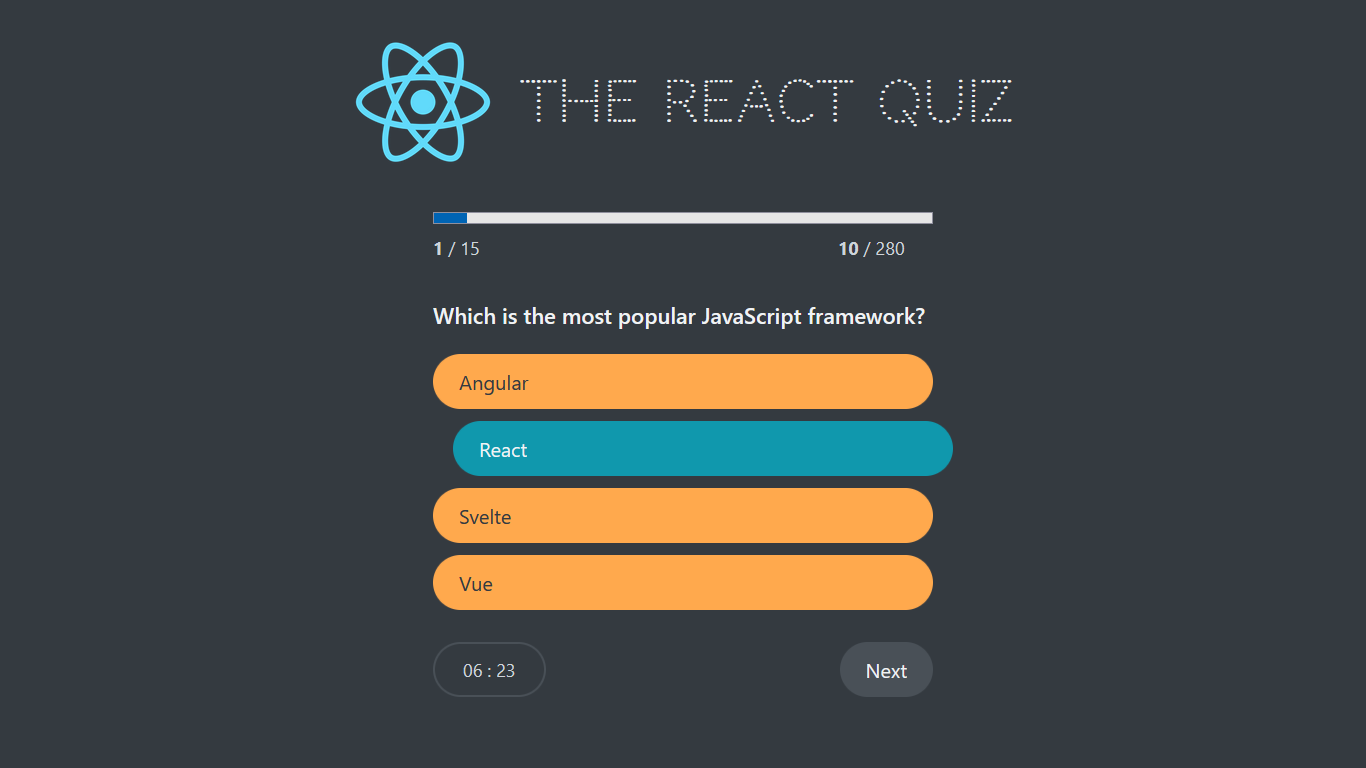 THE REACT QUIZ
1 / 15 10 / 280
Which is the most popular JavaScript framework?
Angular
React
Svelte
Vue
06 : 23 Next